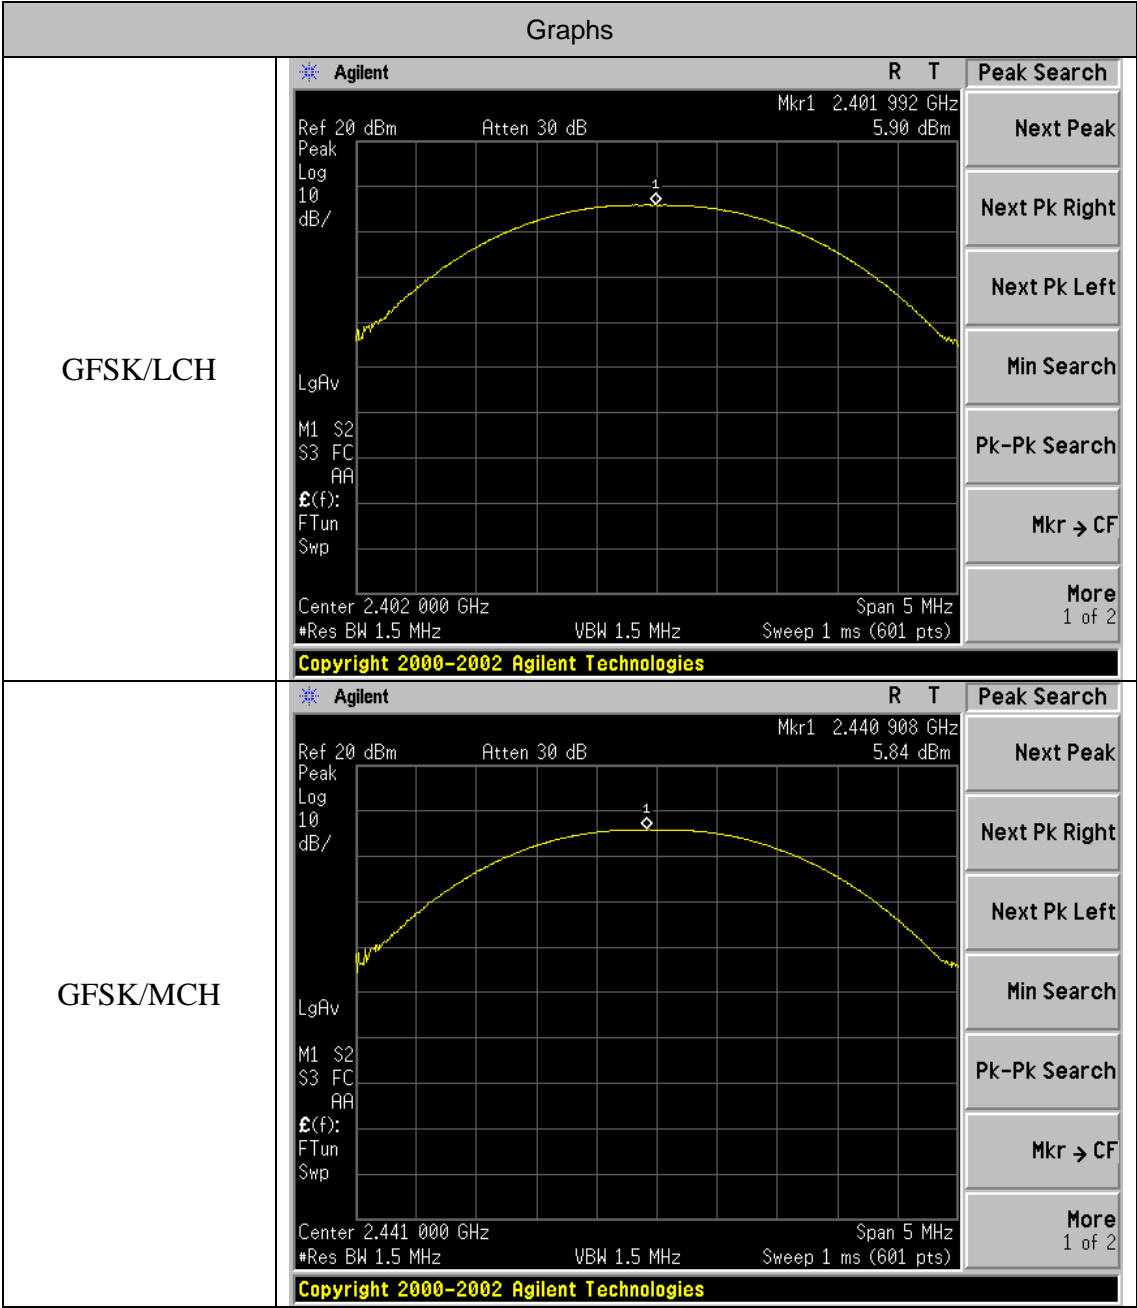 Graphs
GFSK/LCH
Agilent
R T
Peak Search
Mkr1 2.401 992 GHz
Ref 20 dBm Atten 30 dB 5.90 dBm
Peak
Log
10
dB/
1
LgAv
M1 S2
S3 FC
AA
£(f):
FTun
Swp
Center 2.402 000 GHz Span 5 MHz
#Res BW 1.5 MHz VBW 1.5 MHz Sweep 1 ms (601 pts)
Next Peak
Next Pk Right
Next Pk Left
Min Search
Pk-Pk Search
Mkr → CF
More
1 of 2
Copyright 2000-2002 Agilent Technologies
GFSK/MCH
Agilent
R T
Peak Search
Mkr1 2.440 908 GHz
Ref 20 dBm Atten 30 dB 5.84 dBm
Peak
Log
10
dB/
1
LgAv
M1 S2
S3 FC
AA
£(f):
FTun
Swp
Center 2.441 000 GHz Span 5 MHz
#Res BW 1.5 MHz VBW 1.5 MHz Sweep 1 ms (601 pts)
Next Peak
Next Pk Right
Next Pk Left
Min Search
Pk-Pk Search
Mkr → CF
More
1 of 2
Copyright 2000-2002 Agilent Technologies